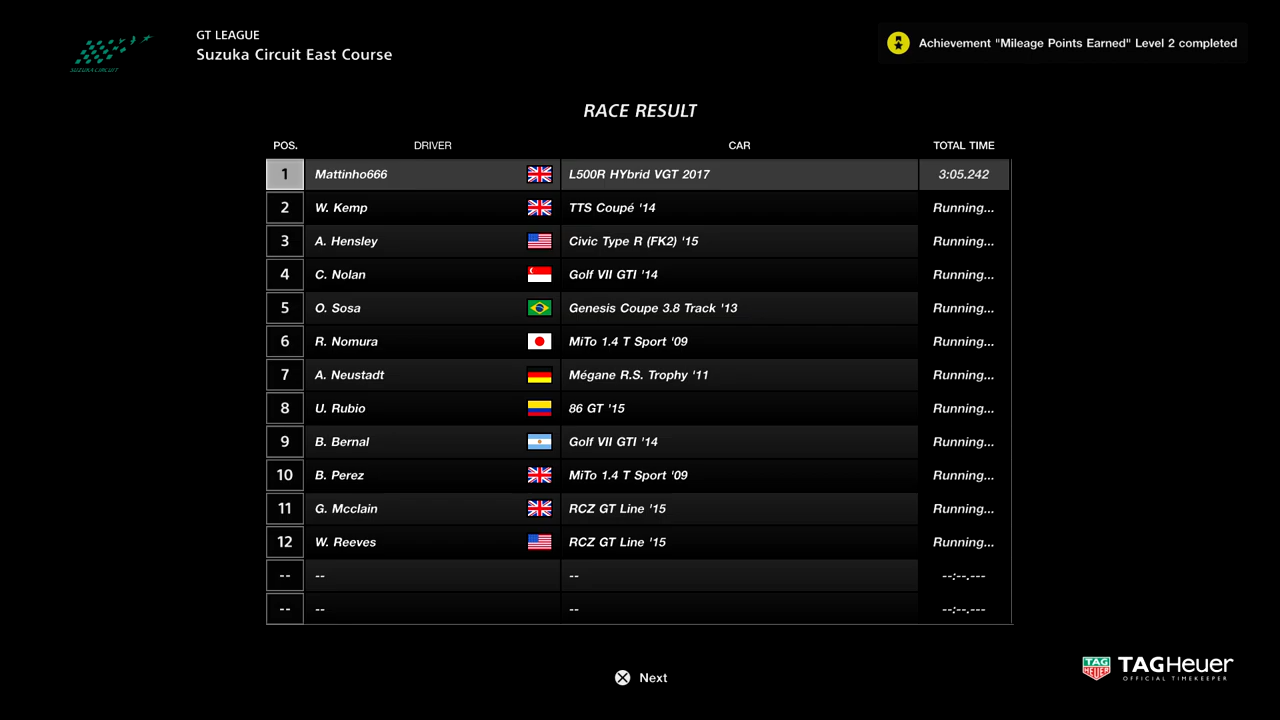 GT LEAGUE
Suzuka Circuit East Course
SUZUKA CIRCUIT
Achievement "Mileage Points Earned" Level 2 completed
RACE RESULT
POS. DRIVER CAR TOTAL TIME
1 Mattinho666 L500R HYbrid VGT 2017 3:05.242
2 W. Kemp TTS Coupé '14 Running...
3 A. Hensley Civic Type R (FK2) '15 Running...
4 C. Nolan Golf VII GTI '14 Running...
5 O. Sosa Genesis Coupe 3.8 Track '13 Running...
6 R. Nomura MiTo 1.4 T Sport '09 Running...
7 A. Neustadt Mégane R.S. Trophy '11 Running...
8 U. Rubio 86 GT '15 Running...
9 B. Bernal Golf VII GTI '14 Running...
10 B. Perez MiTo 1.4 T Sport '09 Running...
11 G. Mcclain RCZ GT Line '15 Running...
12 W. Reeves RCZ GT Line '15 Running...
-- -- -- --:--.---
-- -- -- --:--.---
TAG HEUER TAGHeuer
OFFICIAL TIMEKEEPER
Next